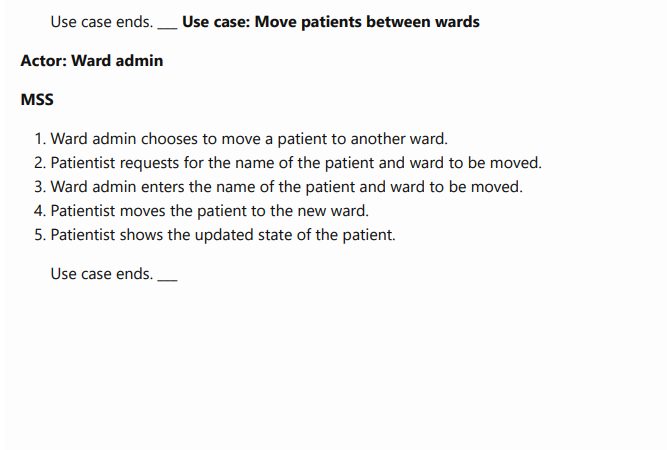 Use case ends. ___ Use case: Move patients between wards
Actor: Ward admin
MSS
1. Ward admin chooses to move a patient to another ward.
2. Patientist requests for the name of the patient and ward to be moved.
3. Ward admin enters the name of the patient and ward to be moved.
4. Patientist moves the patient to the new ward.
5. Patientist shows the updated state of the patient.
Use case ends. ___